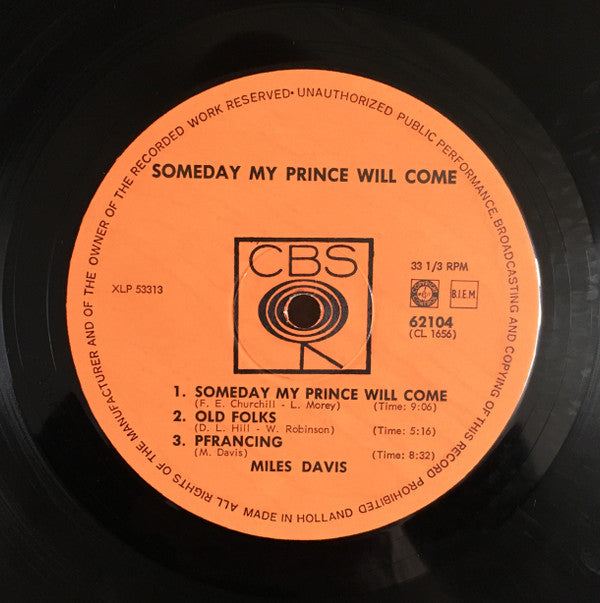 ALL RIGHTS OF THE MANUFACTURER AND OF THE OWNER OF THE RECORDED WORK RESERVED • UNAUTHORIZED PUBLIC PERFORMANCE, BROADCASTING AND COPYING OF THIS RECORD PROHIBITED
SOMEDAY MY PRINCE WILL COME
CBS
33 1/3 RPM
XLP 53313
B.I.E.M
62104
(CL 1656)
1. SOMEDAY MY PRINCE WILL COME
(F. E. Churchill - L. Morey) (Time: 9:06)
2. OLD FOLKS
(D. L. Hill - W. Robinson) (Time: 5:16)
3. PFRANCING
(M. Davis) (Time: 8:32)
MILES DAVIS
MADE IN HOLLAND